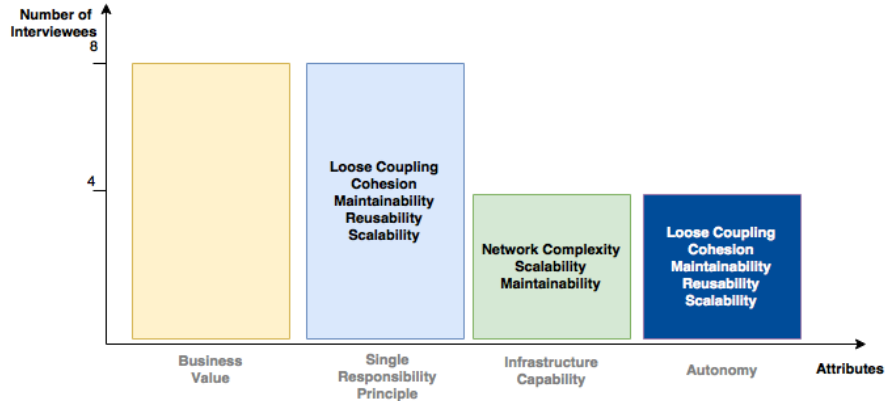 Number of
Interviewees
8
4
Loose Coupling
Cohesion
Maintainability
Reusability
Scalability
Network Complexity
Scalability
Maintainability
Loose Coupling
Cohesion
Maintainability
Reusability
Scalability
Business
Value
Single
Responsibility
Principle
Infrastructure
Capability
Autonomy
Attributes